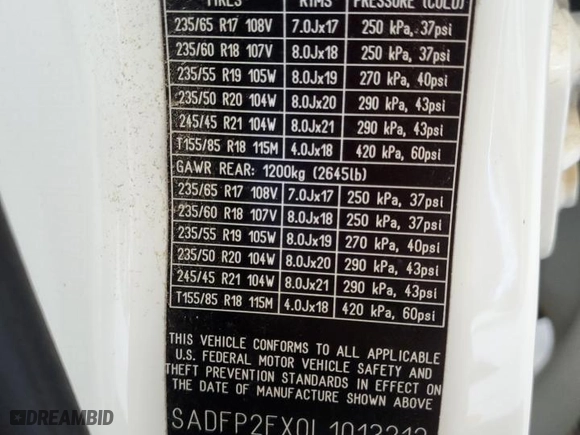 TIRES RIMS PRESSURE (COLD)
235/65 R17 108V 7.0Jx17 250 kPa, 37psi
235/60 R18 107V 8.0Jx18 250 kPa, 37psi
235/55 R19 105W 8.0Jx19 270 kPa, 40psi
235/50 R20 104W 8.0Jx20 290 kPa, 43psi
245/45 R21 104W 8.0Jx21 290 kPa, 43psi
T155/85 R18 115M 4.0Jx18 420 kPa, 60psi
GAWR REAR: 1200kg (2645lb)
235/65 R17 108V 7.0Jx17 250 kPa, 37psi
235/60 R18 107V 8.0Jx18 250 kPa, 37psi
235/55 R19 105W 8.0Jx19 270 kPa, 40psi
235/50 R20 104W 8.0Jx20 290 kPa, 43psi
245/45 R21 104W 8.0Jx21 290 kPa, 43psi
T155/85 R18 115M 4.0Jx18 420 kPa, 60psi
THIS VEHICLE CONFORMS TO ALL APPLICABLE
U.S. FEDERAL MOTOR VEHICLE SAFETY AND
THEFT PREVENTION STANDARDS IN EFFECT ON
THE DATE OF MANUFACTURE SHOWN ABOVE
DREAMBID